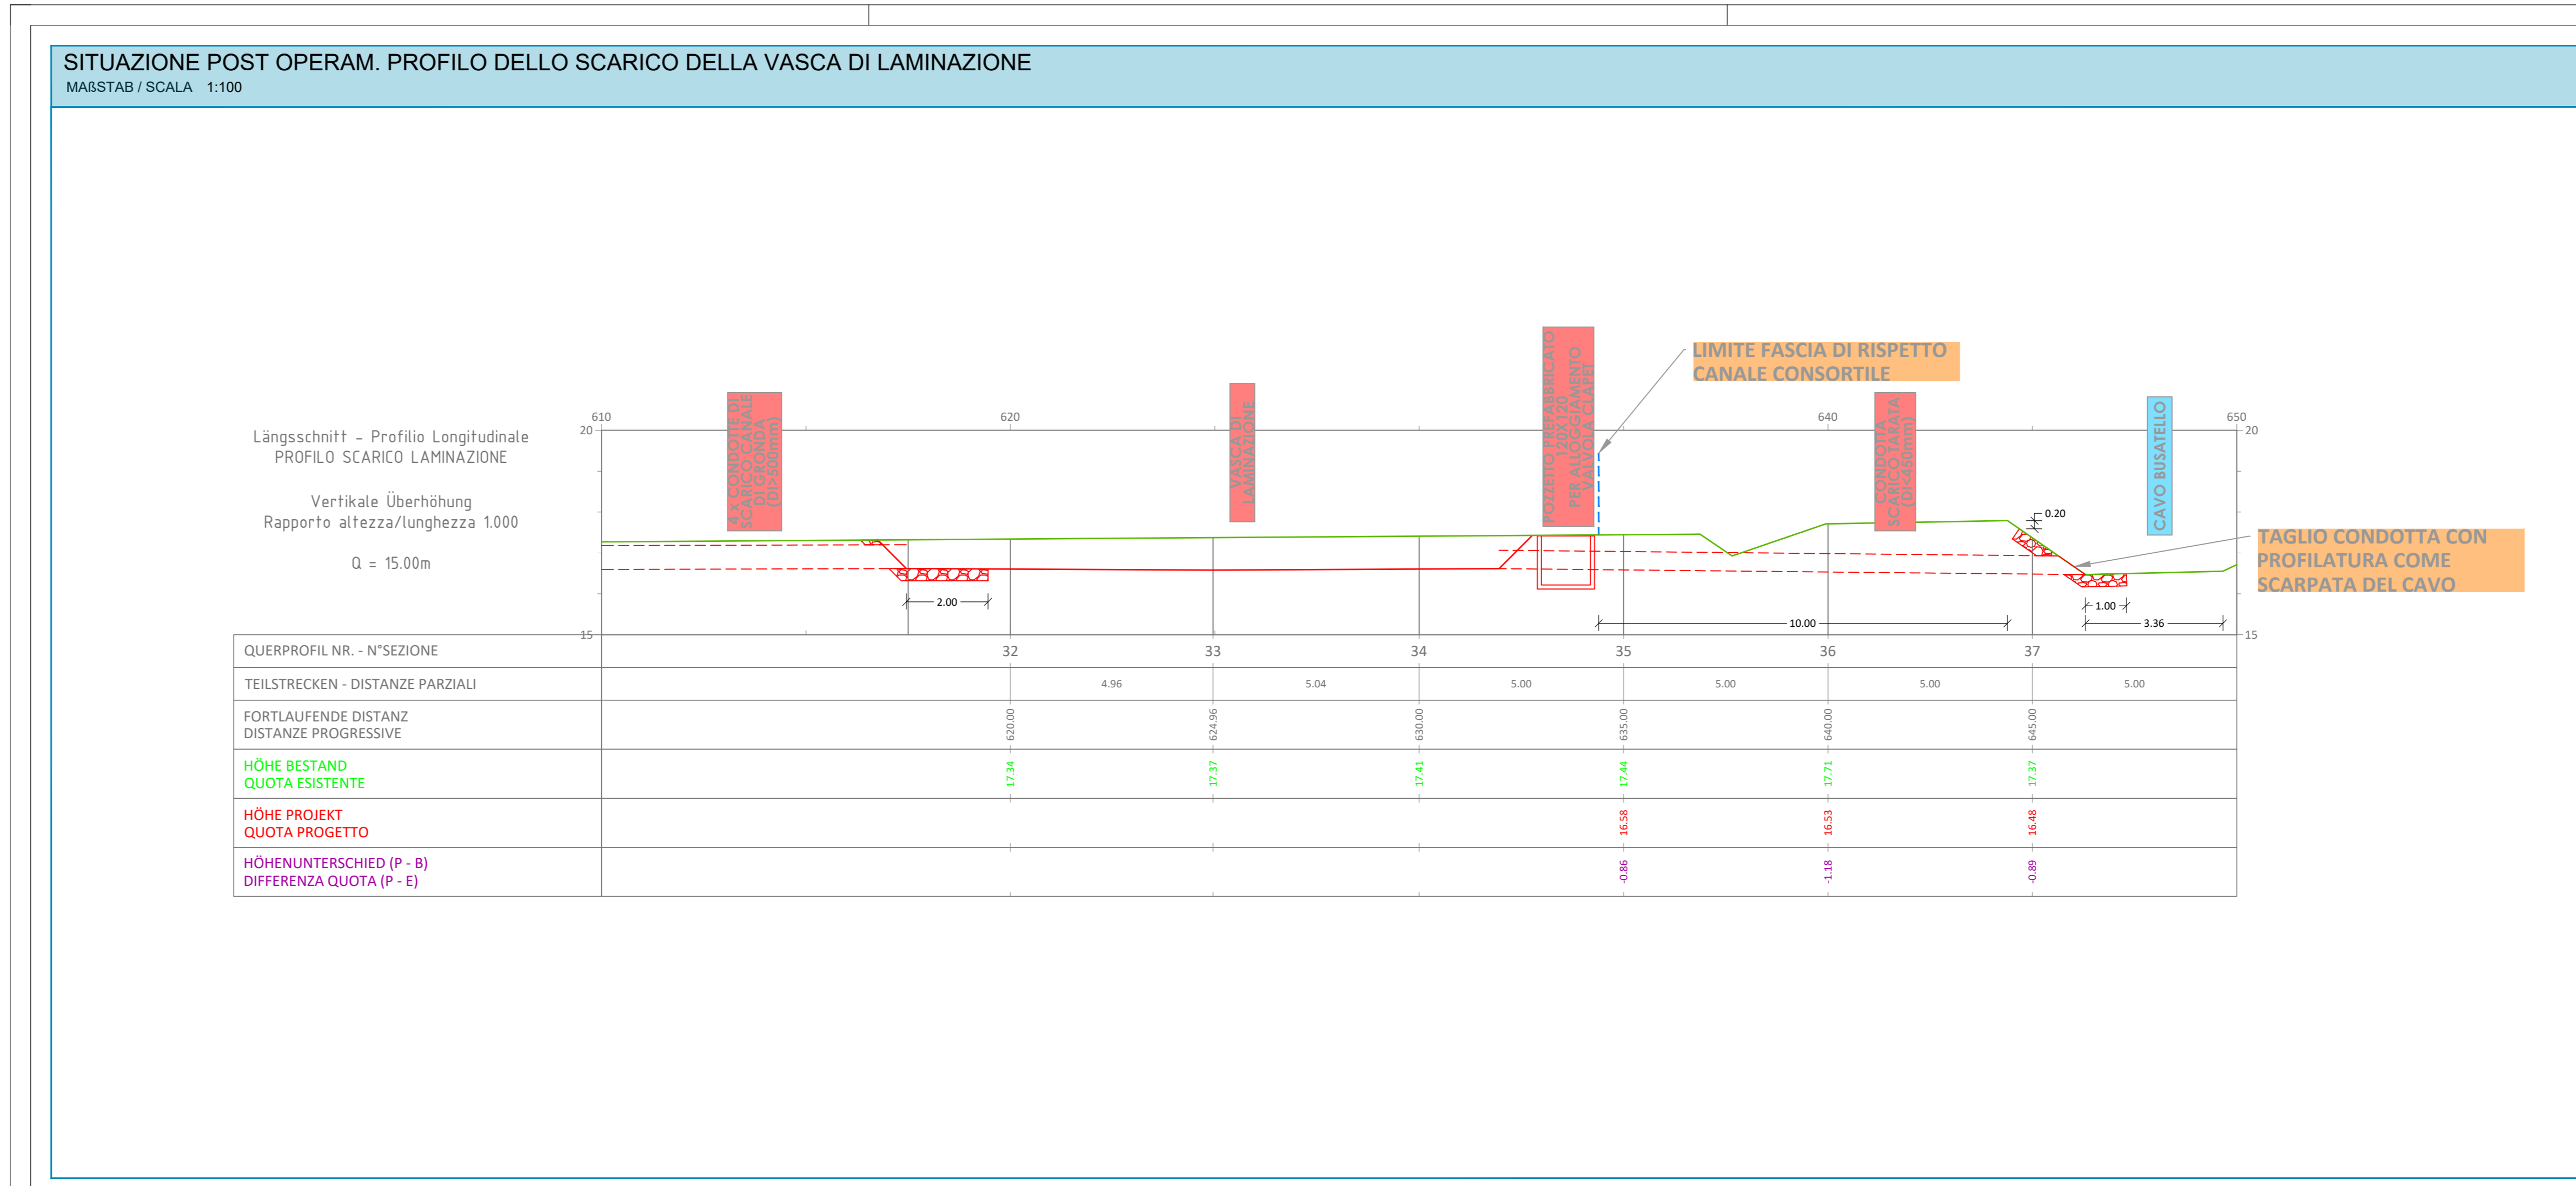 SITUAZIONE POST OPERAM. PROFILO DELLO SCARICO DELLA VASCA DI LAMINAZIONE
MAßSTAB / SCALA 1:100
Längsschnitt - Profilio Longitudinale
PROFILO SCARICO LAMINAZIONE
Vertikale Überhöhung
Rapporto altezza/lunghezza 1.000
Q = 15.00m
610
620
640
650
20
20
15
15
4 x CONDOTTE DI
SCARICO CANALE
DI GRONDA
(DI>500mm)
VASCA DI
LAMINAZIONE
POZZETTO PREFABBRICATO
120X120
PER ALLOGGIAMENTO
VALVOLA CLAPET
LIMITE FASCIA DI RISPETTO
CANALE CONSORTILE
CONDOTTA
SCARICO TARATA
(DI<450mm)
CAVO BUSATELLO
TAGLIO CONDOTTA CON
PROFILATURA COME
SCARPATA DEL CAVO
0.20
2.00
10.00
1.00
3.36
QUERPROFIL NR. - N°SEZIONE
32 33 34 35 36 37
TEILSTRECKEN - DISTANZE PARZIALI
4.96 5.04 5.00 5.00 5.00 5.00
FORTLAUFENDE DISTANZ
DISTANZE PROGRESSIVE
620.00 624.96 630.00 635.00 640.00 645.00
HÖHE BESTAND
QUOTA ESISTENTE
17.34 17.37 17.41 17.44 17.71 17.37
HÖHE PROJEKT
QUOTA PROGETTO
16.58 16.53 16.48
HÖHENUNTERSCHIED (P - B)
DIFFERENZA QUOTA (P - E)
-0.86 -1.18 -0.89